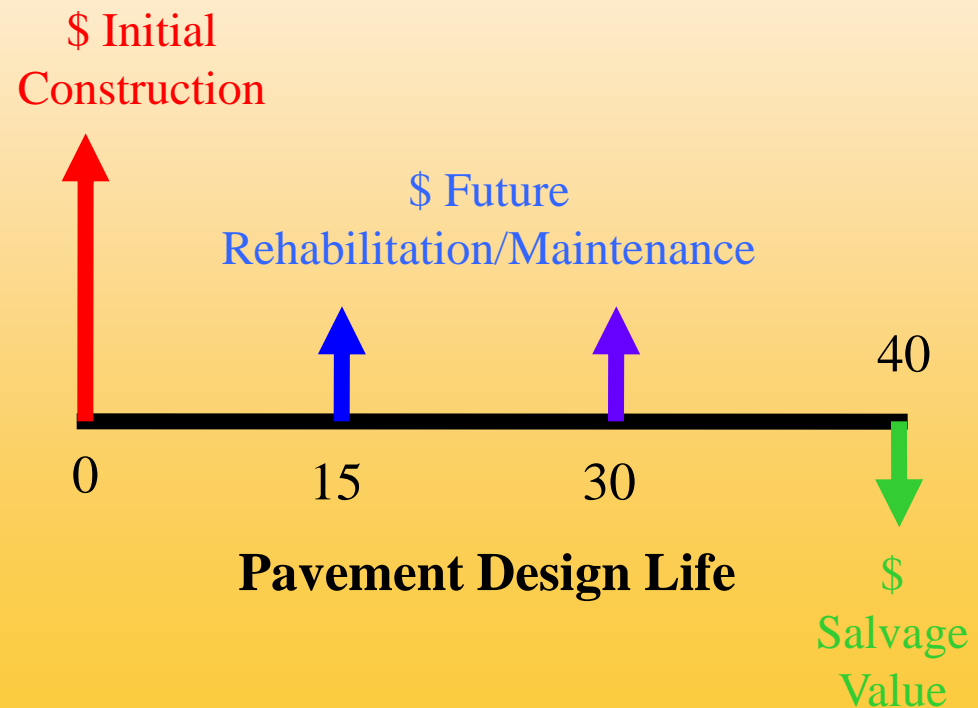 $ Initial
Construction
$ Future
Rehabilitation/Maintenance
40
0
15
30
Pavement Design Life
$
Salvage
Value